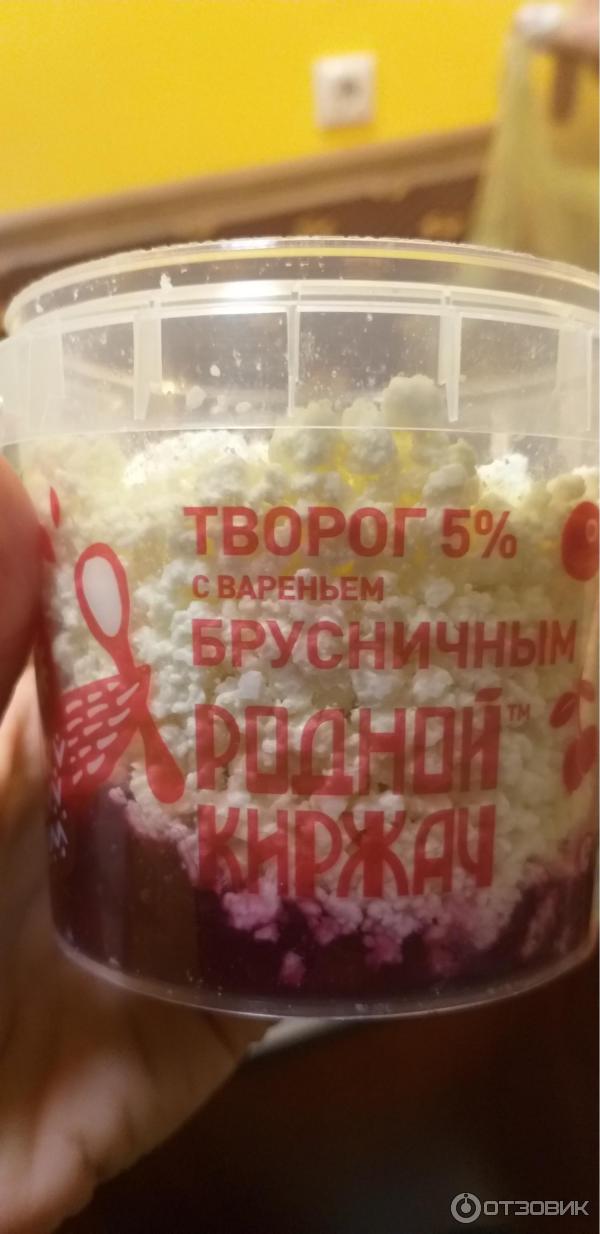 ТВОРОГ 5%
С ВАРЕНЬЕМ
БРУСНИЧНЫМ
РОДНОЙ™
КИРЖАЧ
ОТЗОВИК